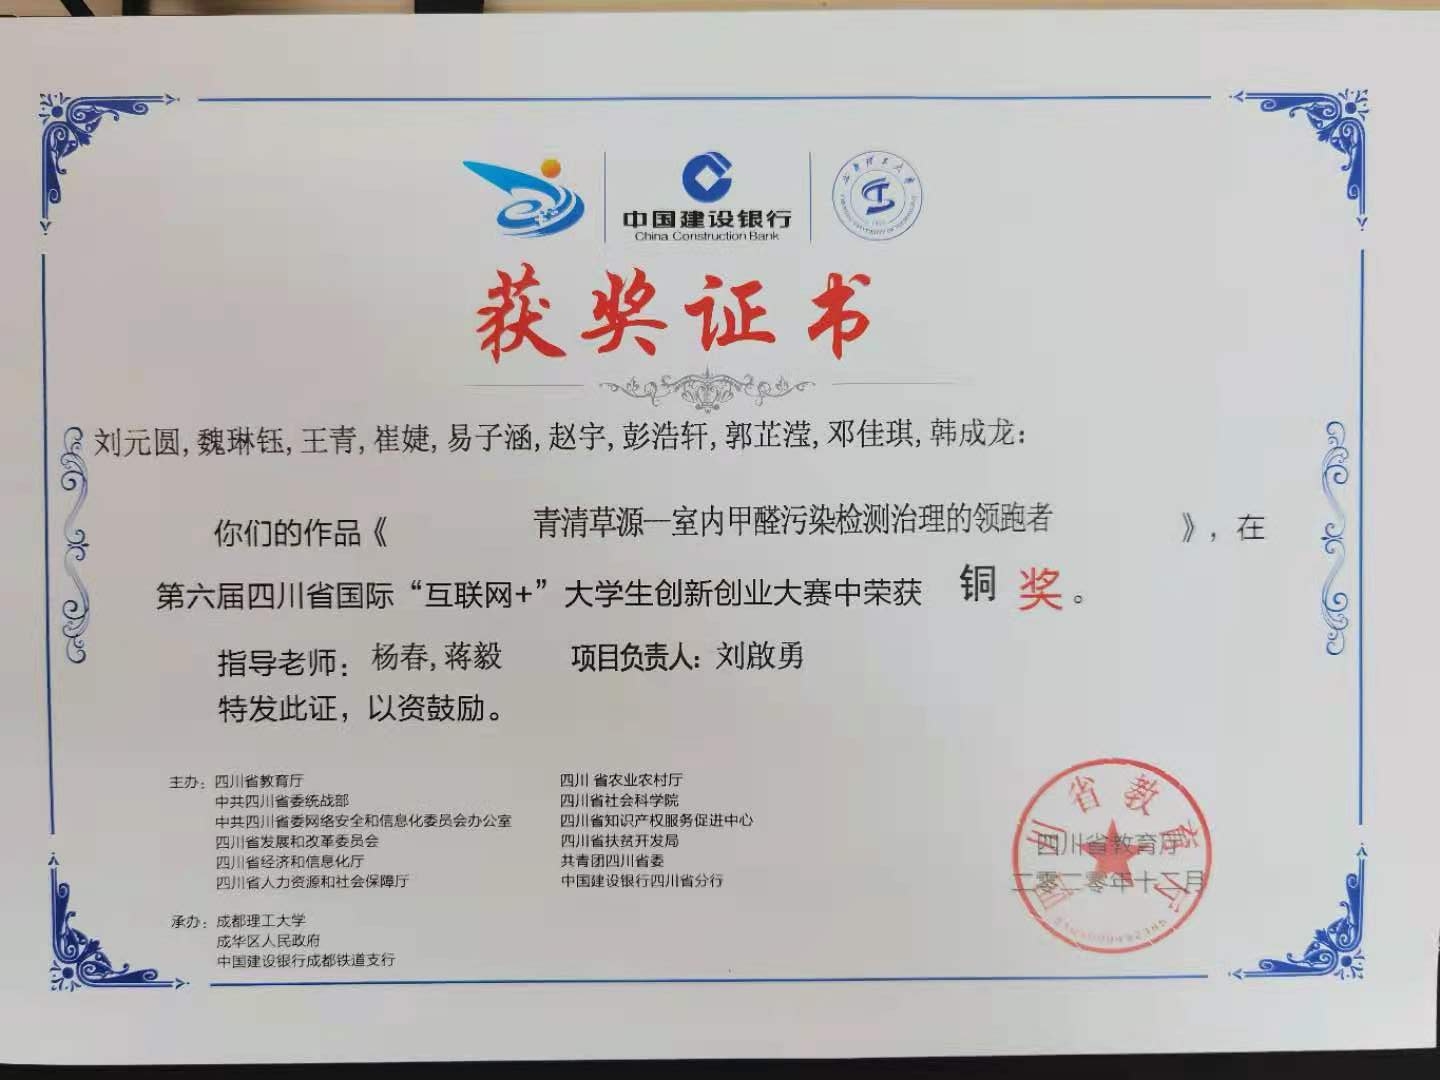 中国建设银行
China Construction Bank
获奖证书
刘元圆,魏琳钰,王青,崔婕,易子涵,赵宇,彭浩轩,郭芷滢,邓佳琪,韩成龙:
你们的作品《 青清草源—室内甲醛污染检测治理的领跑者 》,在
第六届四川省国际“互联网+”大学生创新创业大赛中荣获 铜 奖 。
指导老师: 杨春,蒋毅 项目负责人: 刘啟勇
特发此证,以资鼓励。
主办: 四川省教育厅 四川 省农业农村厅
中共四川省委统战部 四川省社会科学院
中共四川省委网络安全和信息化委员会办公室 四川省知识产权服务促进中心
四川省发展和改革委员会 四川省扶贫开发局
四川省经济和信息化厅 共青团四川省委
四川省人力资源和社会保障厅 中国建设银行四川省分行
承办: 成都理工大学
成华区人民政府
中国建设银行成都铁道支行
四川省教育厅
二零二零年十二月